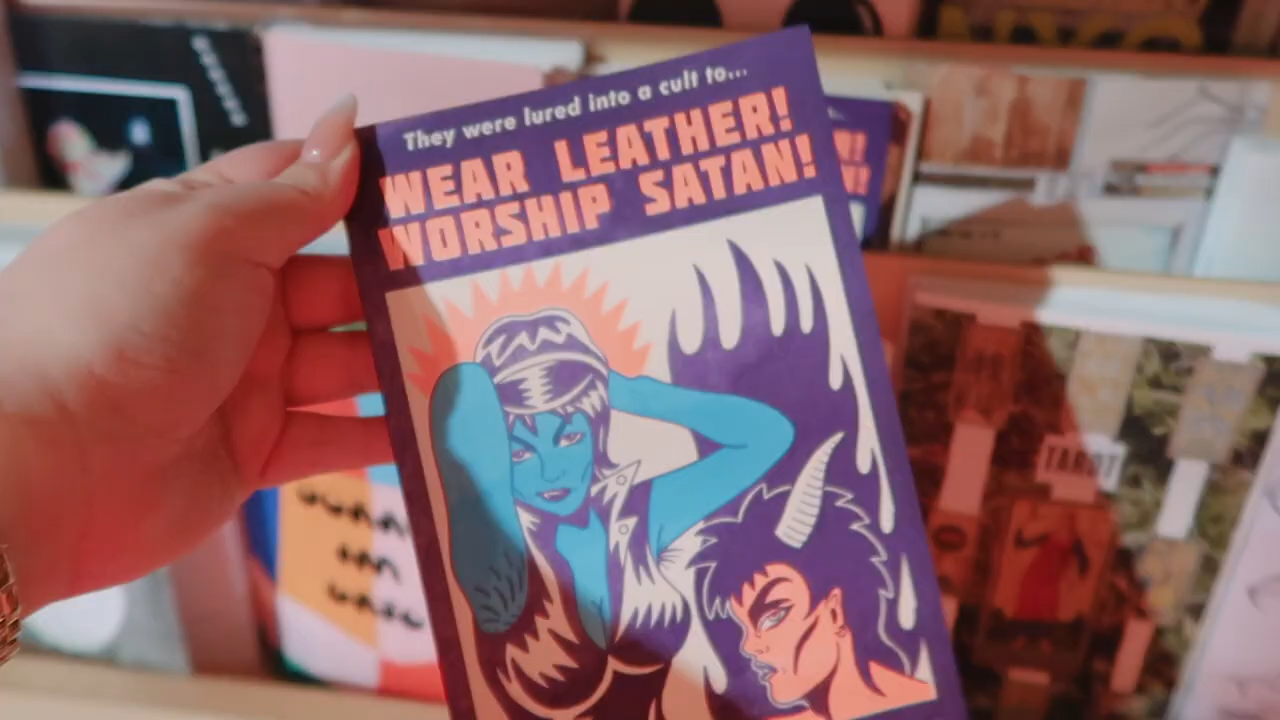 They were lured into a cult to...
WEAR LEATHER!
WORSHIP SATAN!
TAROT